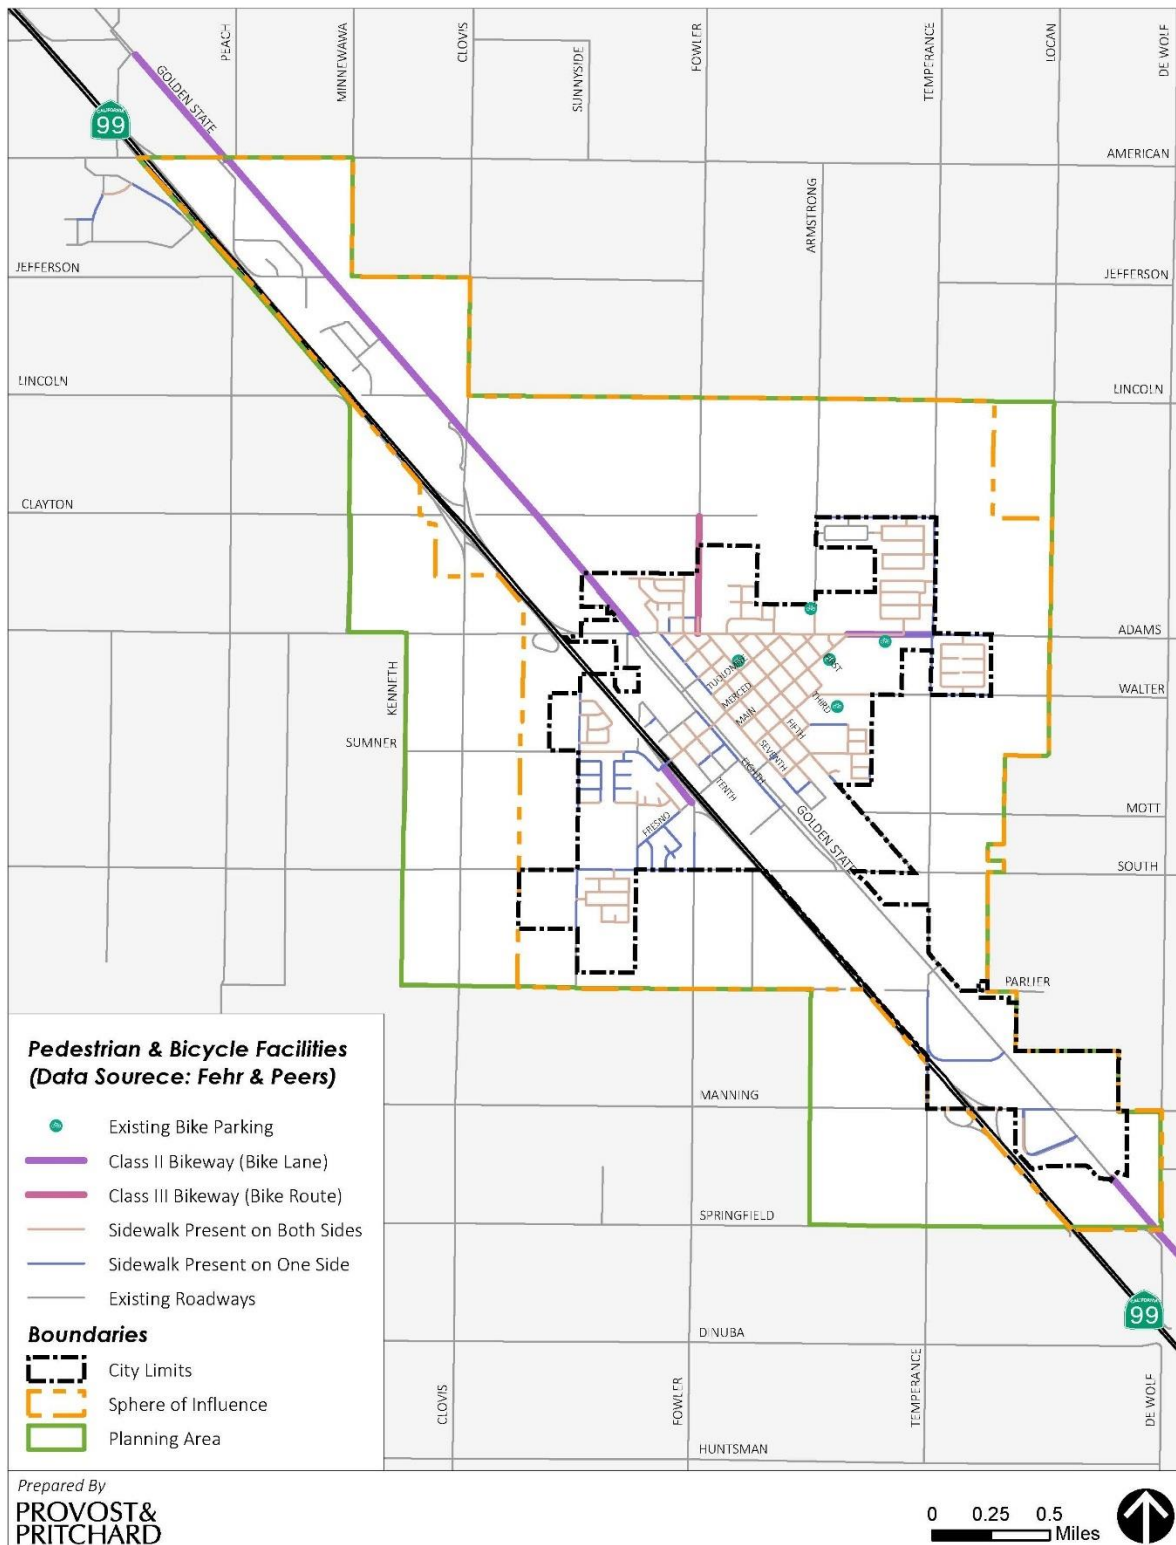 PEACH
MINNEWAWA
CLOVIS
SUNNYSIDE
FOWLER
TEMPERANCE
LOCAN
DE WOLF
GOLDEN STATE
CALIFORNIA
99
AMERICAN
ARMSTRONG
JEFFERSON
JEFFERSON
LINCOLN
LINCOLN
CLAYTON
ADAMS
TUOLUMNE
FIRST
MERCED
KENNETH
WALTER
THIRD
MAIN
FIFTH
SUMNER
SEVENTH
EIGHTH
TENTH
MOTT
FRESNO
GOLDEN STATE
SOUTH
PARLIER
Pedestrian & Bicycle Facilities
(Data Sourece: Fehr & Peers)
Existing Bike Parking
Class II Bikeway (Bike Lane)
Class III Bikeway (Bike Route)
Sidewalk Present on Both Sides
Sidewalk Present on One Side
Existing Roadways
Boundaries
City Limits
Sphere of Influence
Planning Area
MANNING
SPRINGFIELD
CALIFORNIA
99
DINUBA
CLOVIS
FOWLER
TEMPERANCE
DE WOLF
HUNTSMAN
Prepared By
PROVOST&
PRITCHARD
0 0.25 0.5
Miles